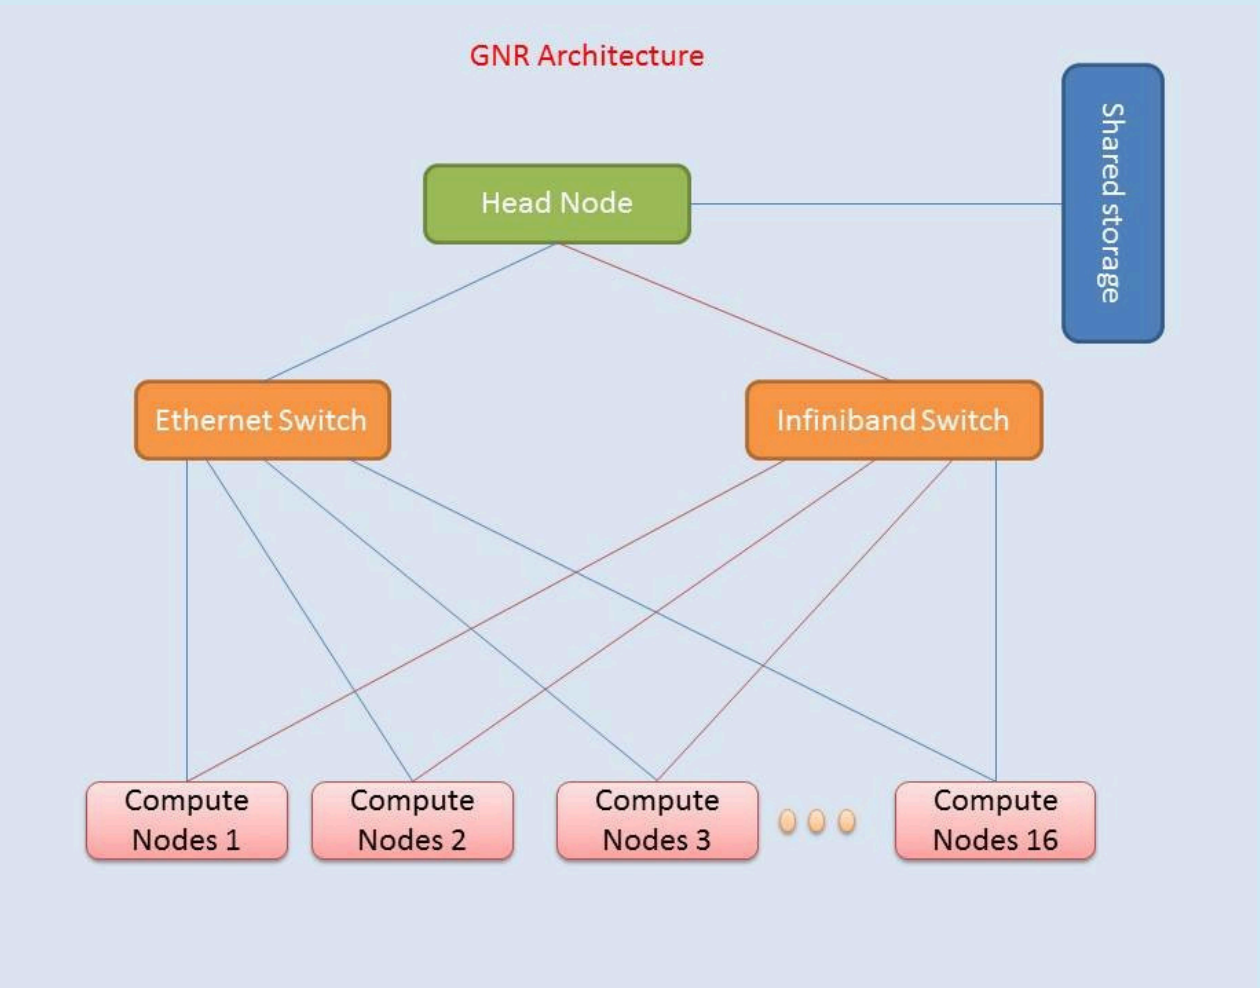 GNR Architecture
Shared storage
Head Node
Ethernet Switch
Infiniband Switch
Compute
Nodes 1
Compute
Nodes 2
Compute
Nodes 3
Compute
Nodes 16